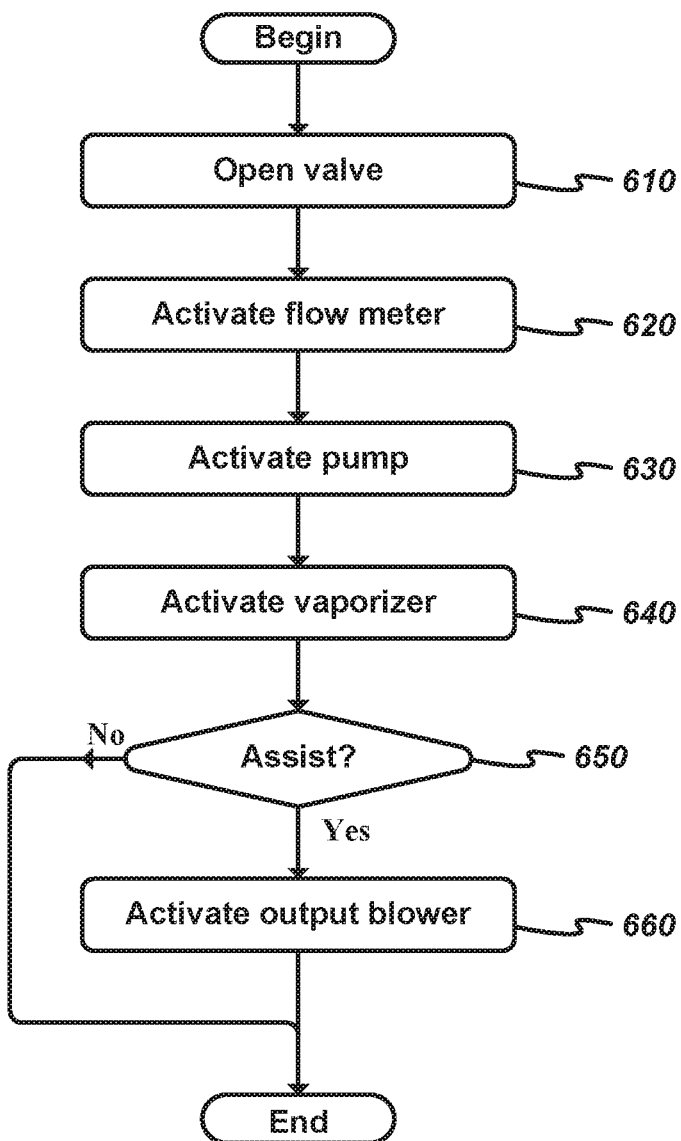 Begin
Open valve
610
Activate flow meter
620
Activate pump
630
Activate vaporizer
640
No
Assist?
650
Yes
Activate output blower
660
End